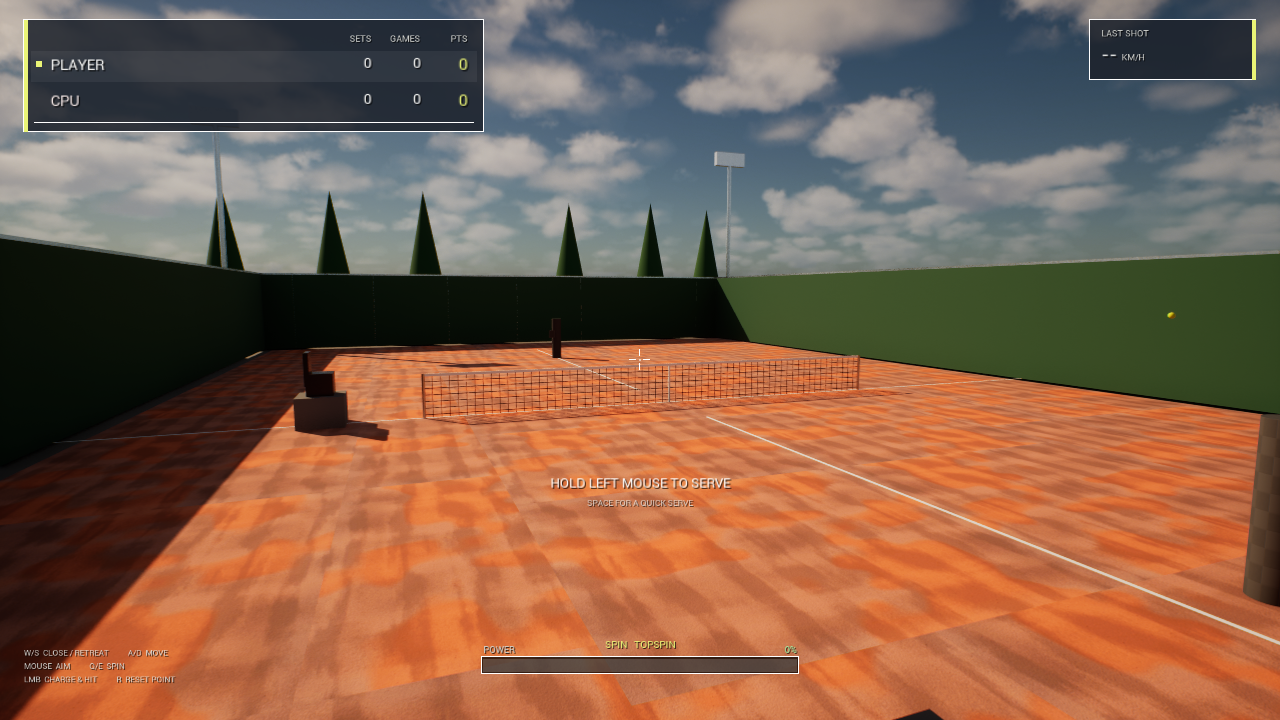 SETS GAMES PTS
PLAYER 0 0 0
CPU 0 0 0
LAST SHOT
-- KM/H
HOLD LEFT MOUSE TO SERVE
SPACE FOR A QUICK SERVE
SPIN TOPSPIN
POWER 0%
W/S CLOSE / RETREAT A/D MOVE
MOUSE AIM Q/E SPIN
LMB CHARGE & HIT R RESET POINT